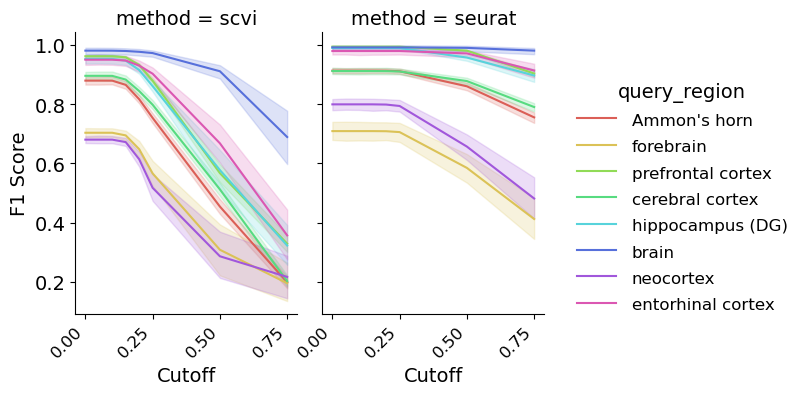 method = scvi
method = seurat
F1 Score
1.0
0.8
0.6
0.4
0.2
0.00
0.25
0.50
0.75
Cutoff
0.00
0.25
0.50
0.75
Cutoff
query_region
Ammon's horn
forebrain
prefrontal cortex
cerebral cortex
hippocampus (DG)
brain
neocortex
entorhinal cortex